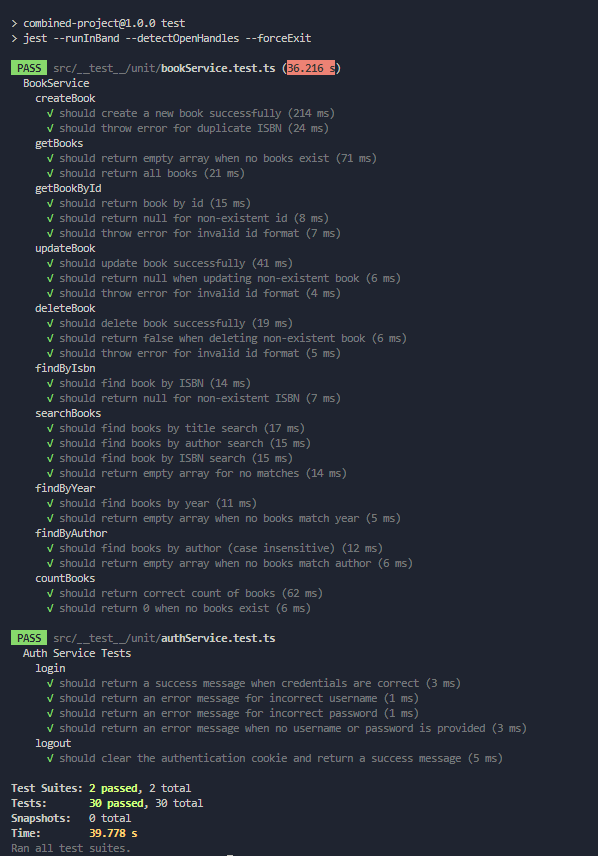 > combined-project@1.0.0 test
> jest --runInBand --detectOpenHandles --forceExit
PASS src/__test__/unit/bookService.test.ts (36.216 s)
BookService
createBook
√ should create a new book successfully (214 ms)
√ should throw error for duplicate ISBN (24 ms)
getBooks
√ should return empty array when no books exist (71 ms)
√ should return all books (21 ms)
getBookById
√ should return book by id (15 ms)
√ should return null for non-existent id (8 ms)
√ should throw error for invalid id format (7 ms)
updateBook
√ should update book successfully (41 ms)
√ should return null when updating non-existent book (6 ms)
√ should throw error for invalid id format (4 ms)
deleteBook
√ should delete book successfully (19 ms)
√ should return false when deleting non-existent book (6 ms)
√ should throw error for invalid id format (5 ms)
findByIsbn
√ should find book by ISBN (14 ms)
√ should return null for non-existent ISBN (7 ms)
searchBooks
√ should find books by title search (17 ms)
√ should find books by author search (15 ms)
√ should find book by ISBN search (15 ms)
√ should return empty array for no matches (14 ms)
findByYear
√ should find books by year (11 ms)
√ should return empty array when no books match year (5 ms)
findByAuthor
√ should find books by author (case insensitive) (12 ms)
√ should return empty array when no books match author (6 ms)
countBooks
√ should return correct count of books (62 ms)
√ should return 0 when no books exist (6 ms)
PASS src/__test__/unit/authService.test.ts
Auth Service Tests
login
√ should return a success message when credentials are correct (3 ms)
√ should return an error message for incorrect username (1 ms)
√ should return an error message for incorrect password (1 ms)
√ should return an error message when no username or password is provided (3 ms)
logout
√ should clear the authentication cookie and return a success message (5 ms)
Test Suites: 2 passed, 2 total
Tests: 30 passed, 30 total
Snapshots: 0 total
Time: 39.778 s
Ran all test suites.